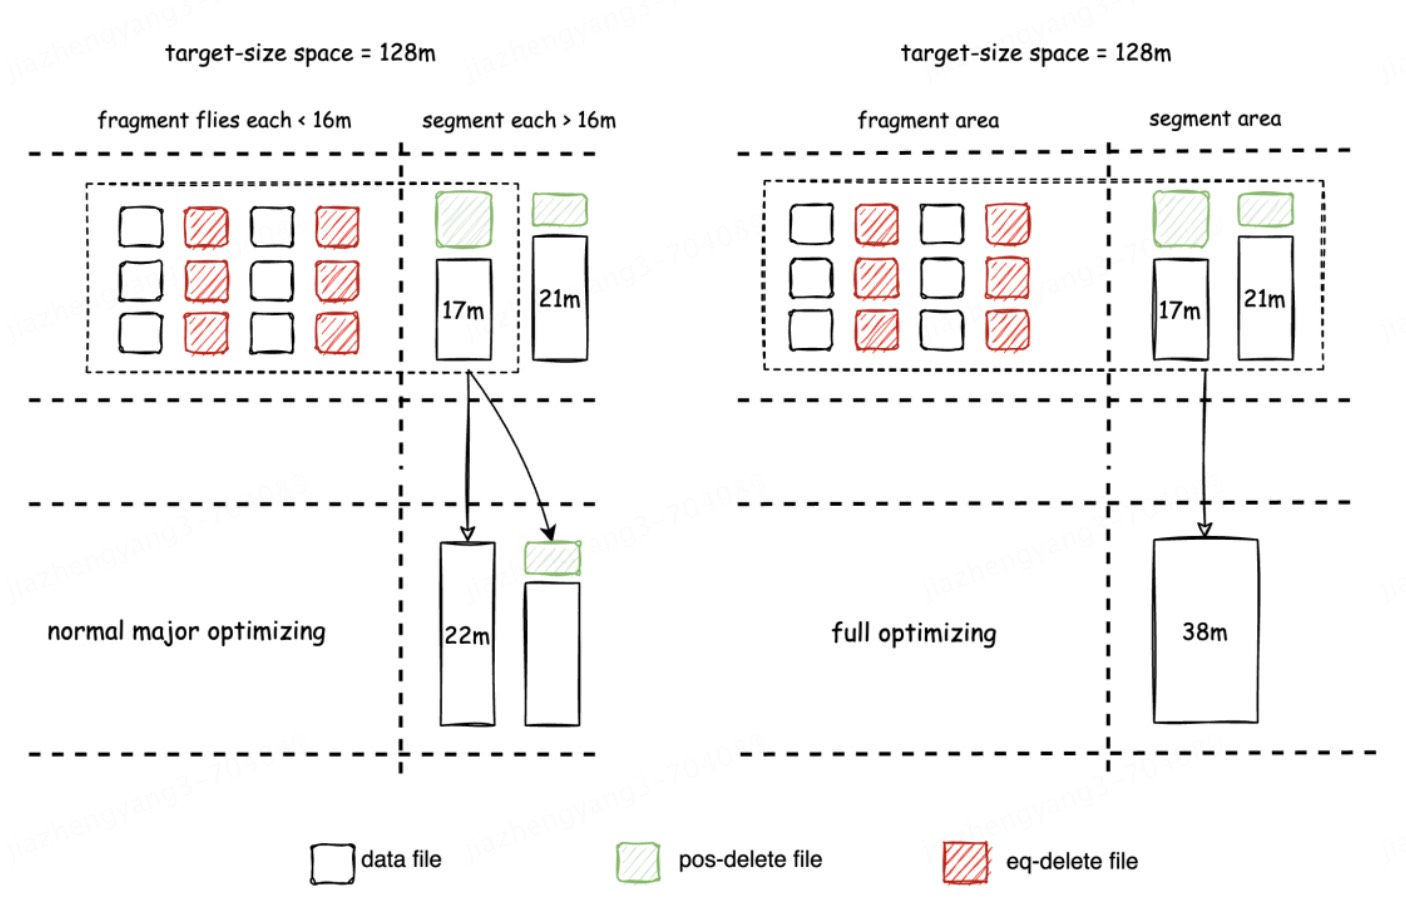 target-size space = 128m
target-size space = 128m
fragment flies each < 16m
segment each > 16m
fragment area
segment area
17m
21m
17m
21m
normal major optimizing
22m
full optimizing
38m
data file
pos-delete file
eq-delete file